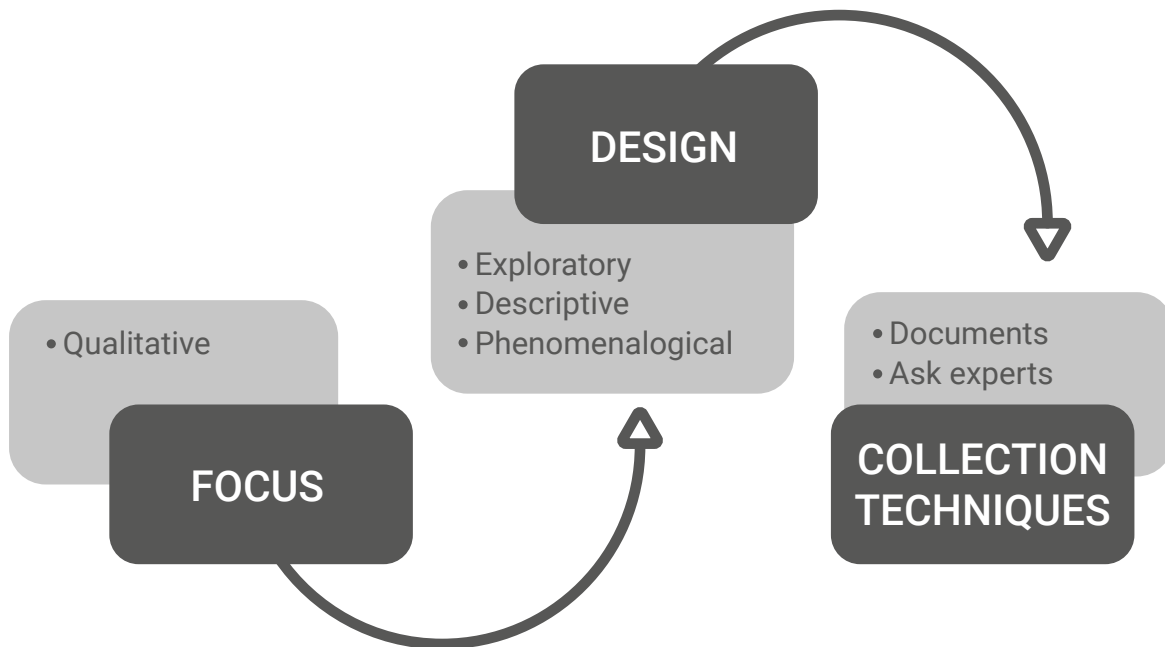 • Qualitative
FOCUS
DESIGN
• Exploratory
• Descriptive
• Phenomenalogical
• Documents
• Ask experts
COLLECTION
TECHNIQUES